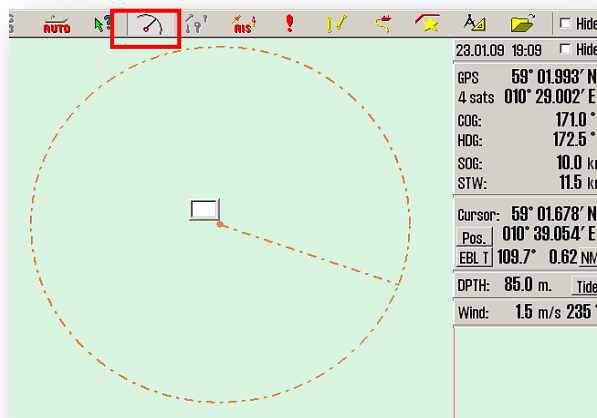 AUTO AIS Hide
23.01.09 19:09 Hide
GPS 59° 01.993′ N
4 sats 010° 29.002′ E
COG: 171.0 °
HDG: 172.5 °
SOG: 10.0 kn
STW: 11.5 kn
Cursor: 59° 01.678′ N
Pos. 010° 39.054′ E
EBL T 109.7° 0.62 NM
DPTH: 85.0 m. Tide
Wind: 1.5 m/s 235 °